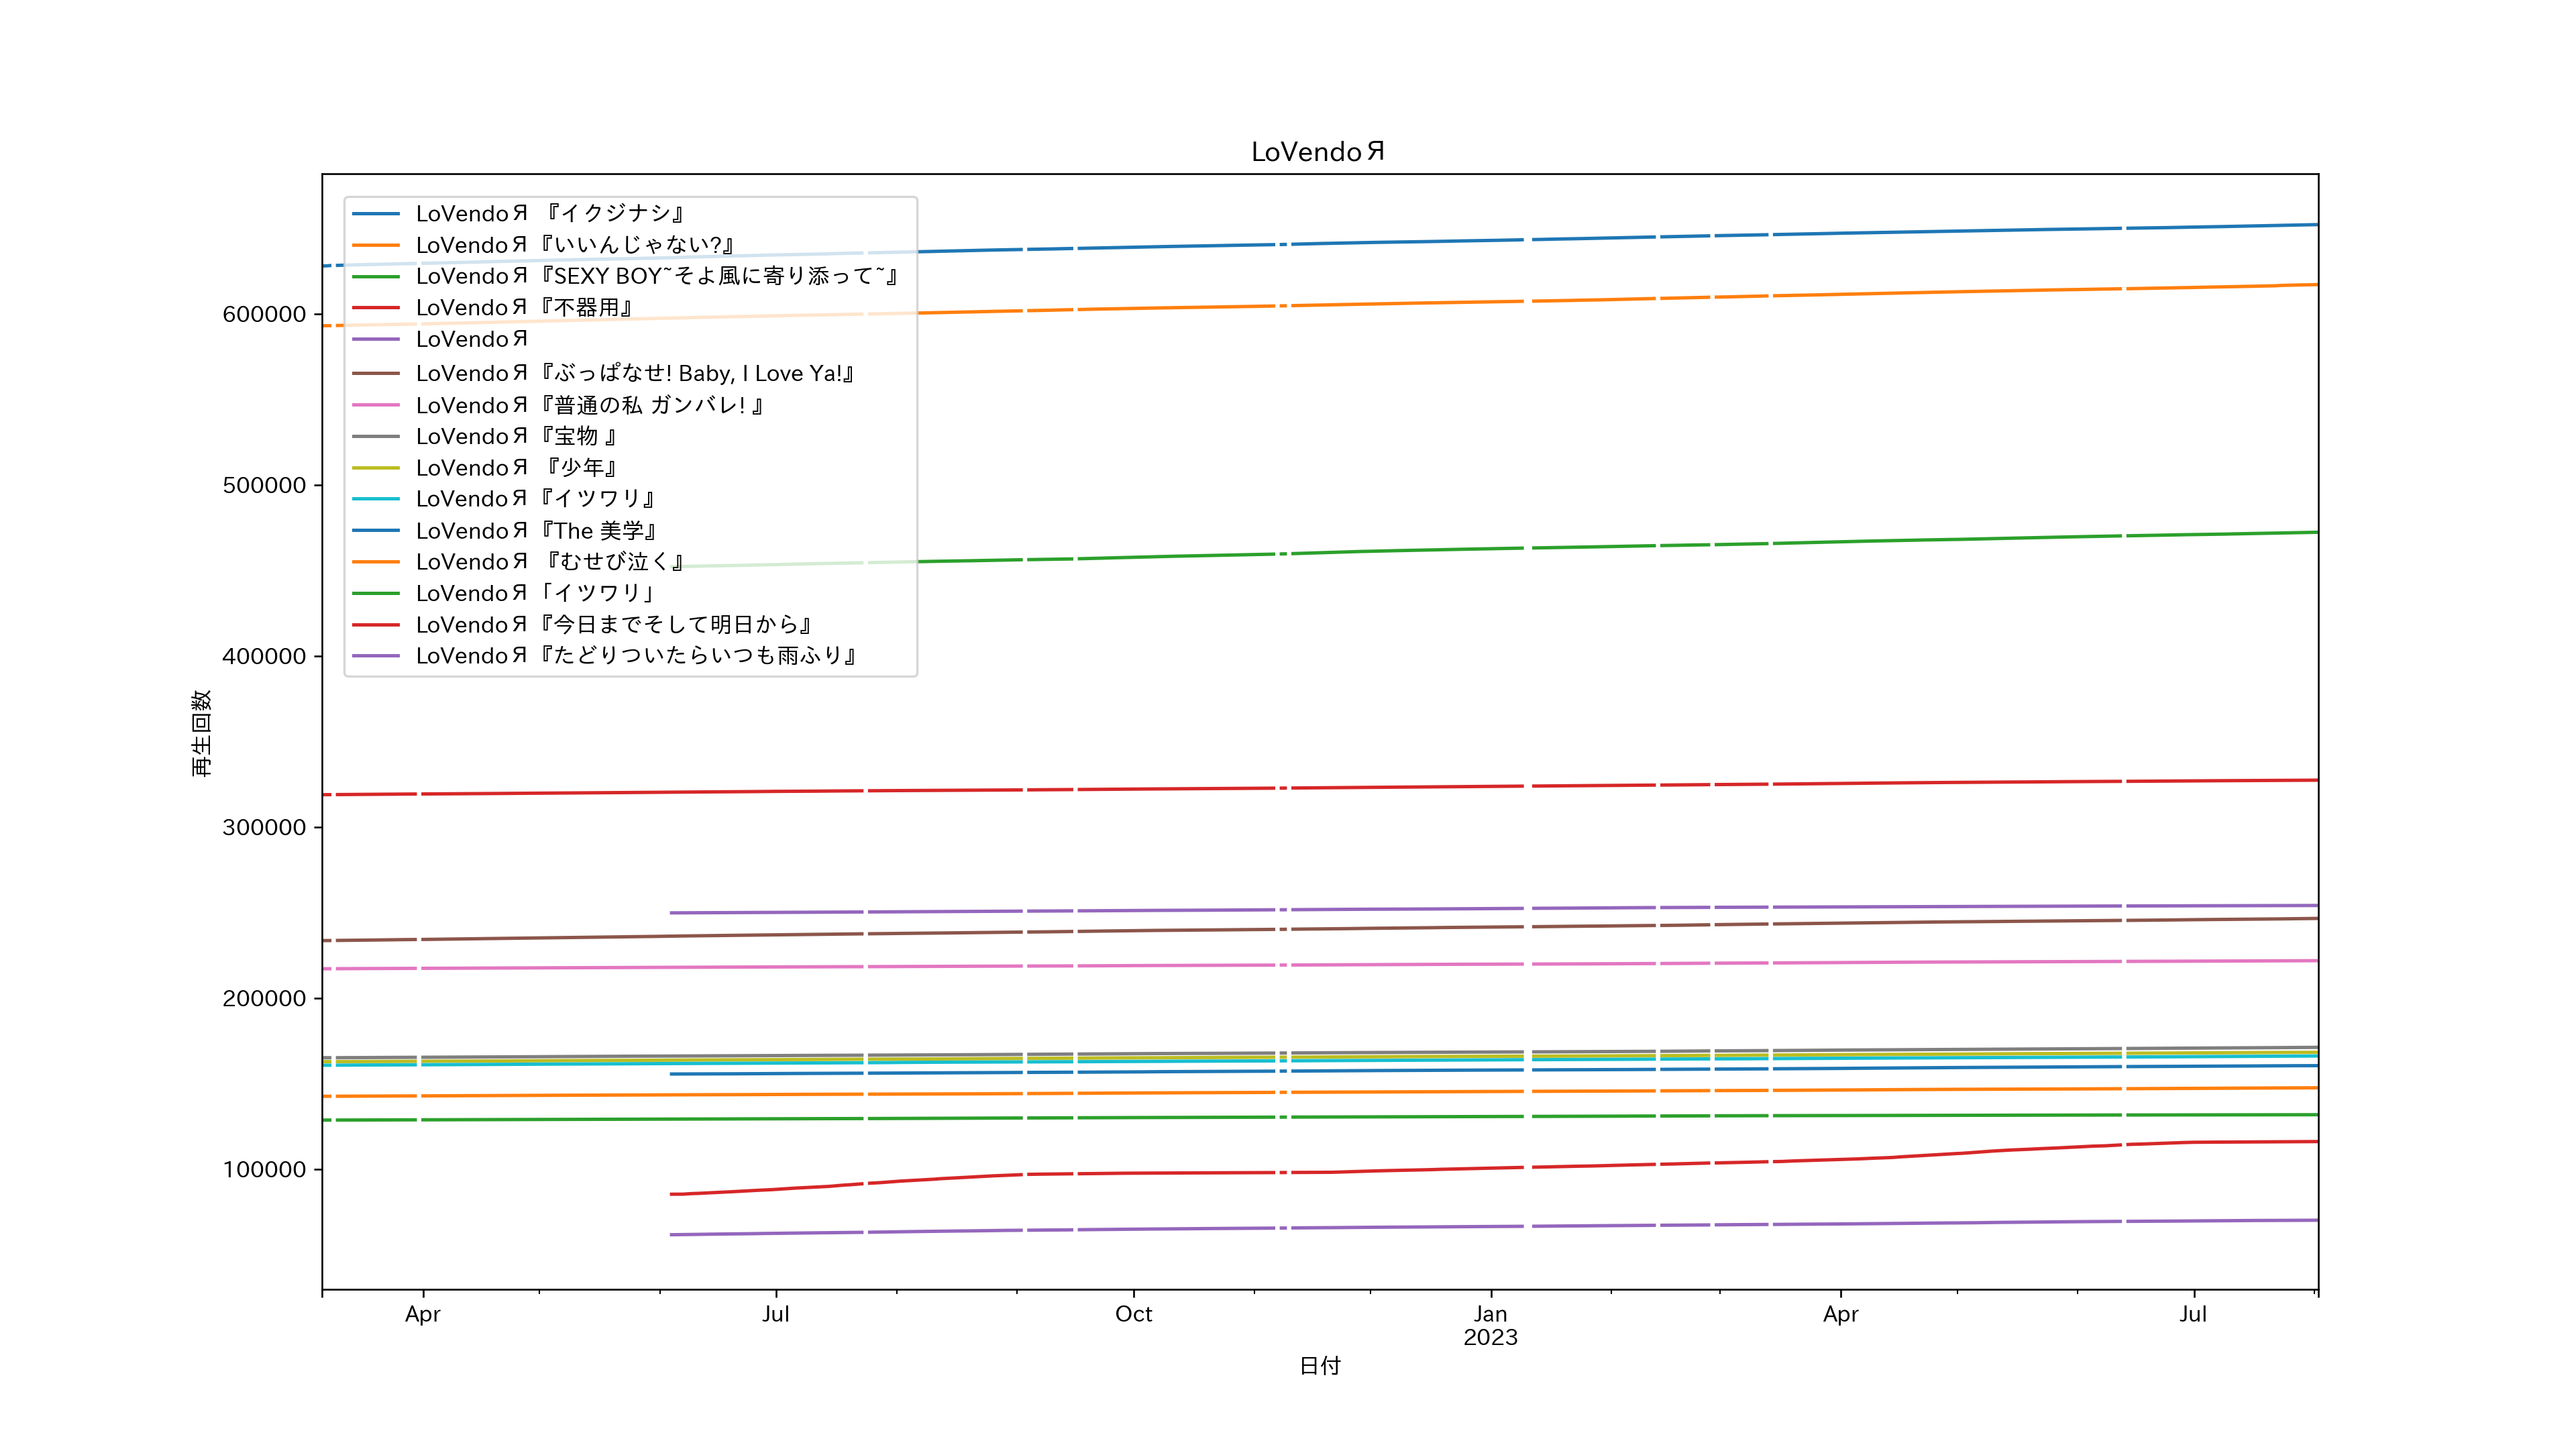 LoVendoЯ
LoVendoЯ 『イクジナシ』
LoVendoЯ『いいんじゃない?』
LoVendoЯ『SEXY BOY~そよ風に寄り添って~』
LoVendoЯ『不器用』
LoVendoЯ
LoVendoЯ『ぶっぱなせ! Baby, I Love Ya!』
LoVendoЯ『普通の私 ガンバレ! 』
LoVendoЯ『宝物 』
LoVendoЯ 『少年』
LoVendoЯ『イツワリ』
LoVendoЯ『The 美学』
LoVendoЯ 『むせび泣く』
LoVendoЯ「イツワリ」
LoVendoЯ『今日までそして明日から』
LoVendoЯ『たどりついたらいつも雨ふり』
600000
500000
400000
300000
200000
100000
再生回数
Apr
Jul
Oct
Jan
2023
Apr
Jul
日付